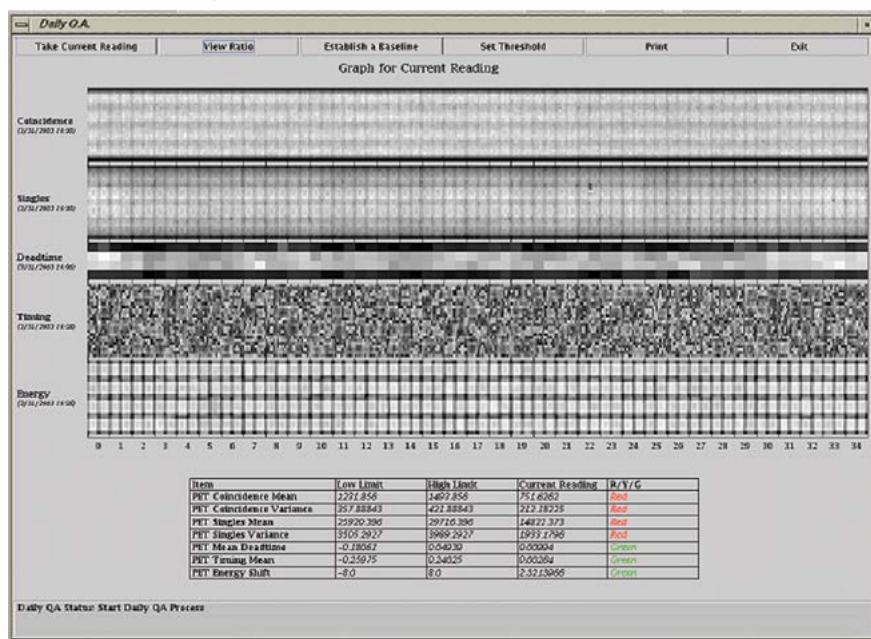 Daily Q.A.
Take Current Reading View Ratio Establish a Baseline Set Threshold Print Exit
Graph for Current Reading
Coincidence
Singles
Deadtime
Timing
Energy
0 1 2 3 4 5 6 7 8 9 10 11 12 13 14 15 16 17 18 19 20 21 22 23 24 25 26 27 28 29 30 31 32 33 34
Item Low Limit High Limit Current Reading R/Y/G
PET Coincidence Mean 1231.856 1493.856 751.6262 Red
PET Coincidence Variance 357.88843 421.88843 212.18225 Red
PET Singles Mean 25920.396 29716.396 14822.373 Red
PET Singles Variance 3505.2927 3989.2927 1933.1796 Red
PET Mean Deadtime -0.18062 0.04939 0.00994 Green
PET Timing Mean -0.25975 0.24025 0.00264 Green
PET Energy Shift -8.0 8.0 2.3213966 Green
Daily QA Status: Start Daily QA Process